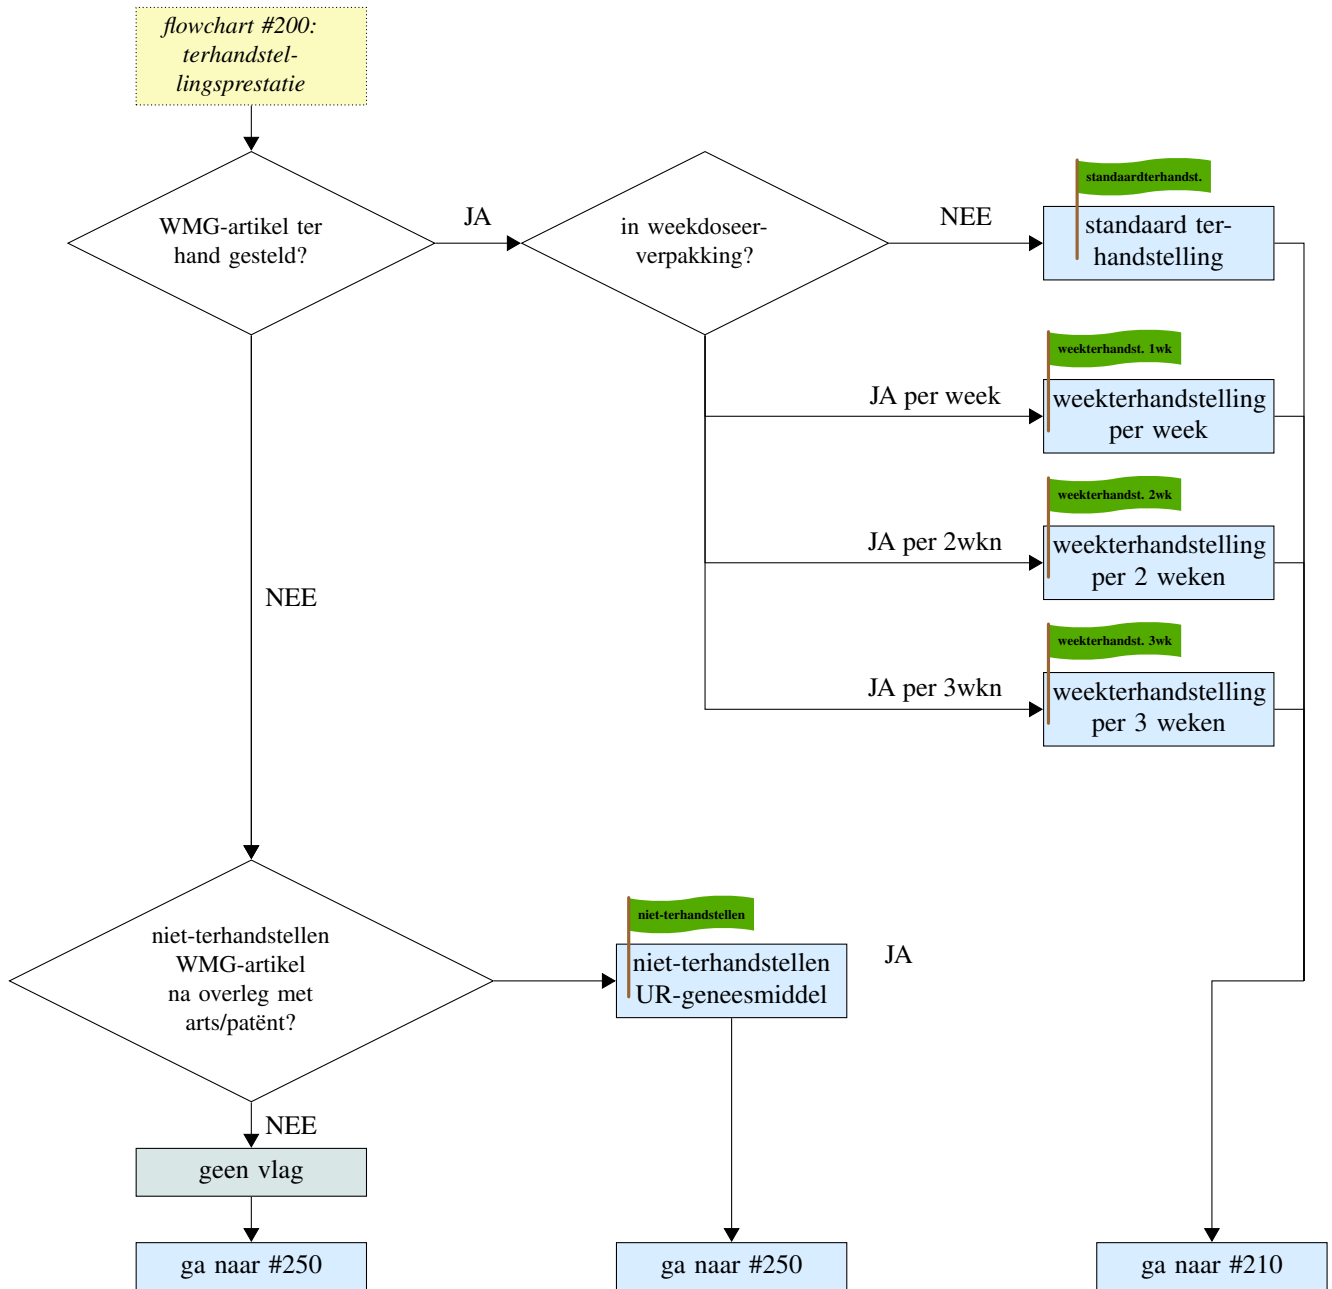 flowchart #200:
terhandstel-
lingsprestatie
WMG-artikel ter
hand gesteld?
JA
in weekdoseer-
verpakking?
NEE
standaardterhandst.
standaard ter-
handstelling
weekterhandst. 1wk
JA per week
weekterhandstelling
per week
weekterhandst. 2wk
JA per 2wkn
weekterhandstelling
per 2 weken
NEE
weekterhandst. 3wk
JA per 3wkn
weekterhandstelling
per 3 weken
niet-terhandstellen
WMG-artikel
na overleg met
arts/patënt?
niet-terhandstellen
niet-terhandstellen
UR-geneesmiddel
JA
NEE
geen vlag
ga naar #250
ga naar #250
ga naar #210